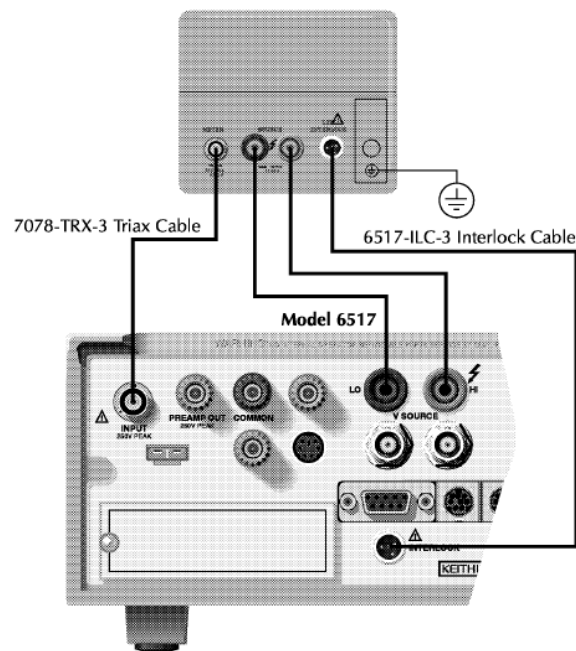 METER
SOURCE
7078-TRX-3 Triax Cable
6517-ILC-3 Interlock Cable
Model 6517
LO
HI
PREAMP OUT
COMMON
250V PEAK
V SOURCE
INPUT
250V PEAK
INTERLOCK
KEITH